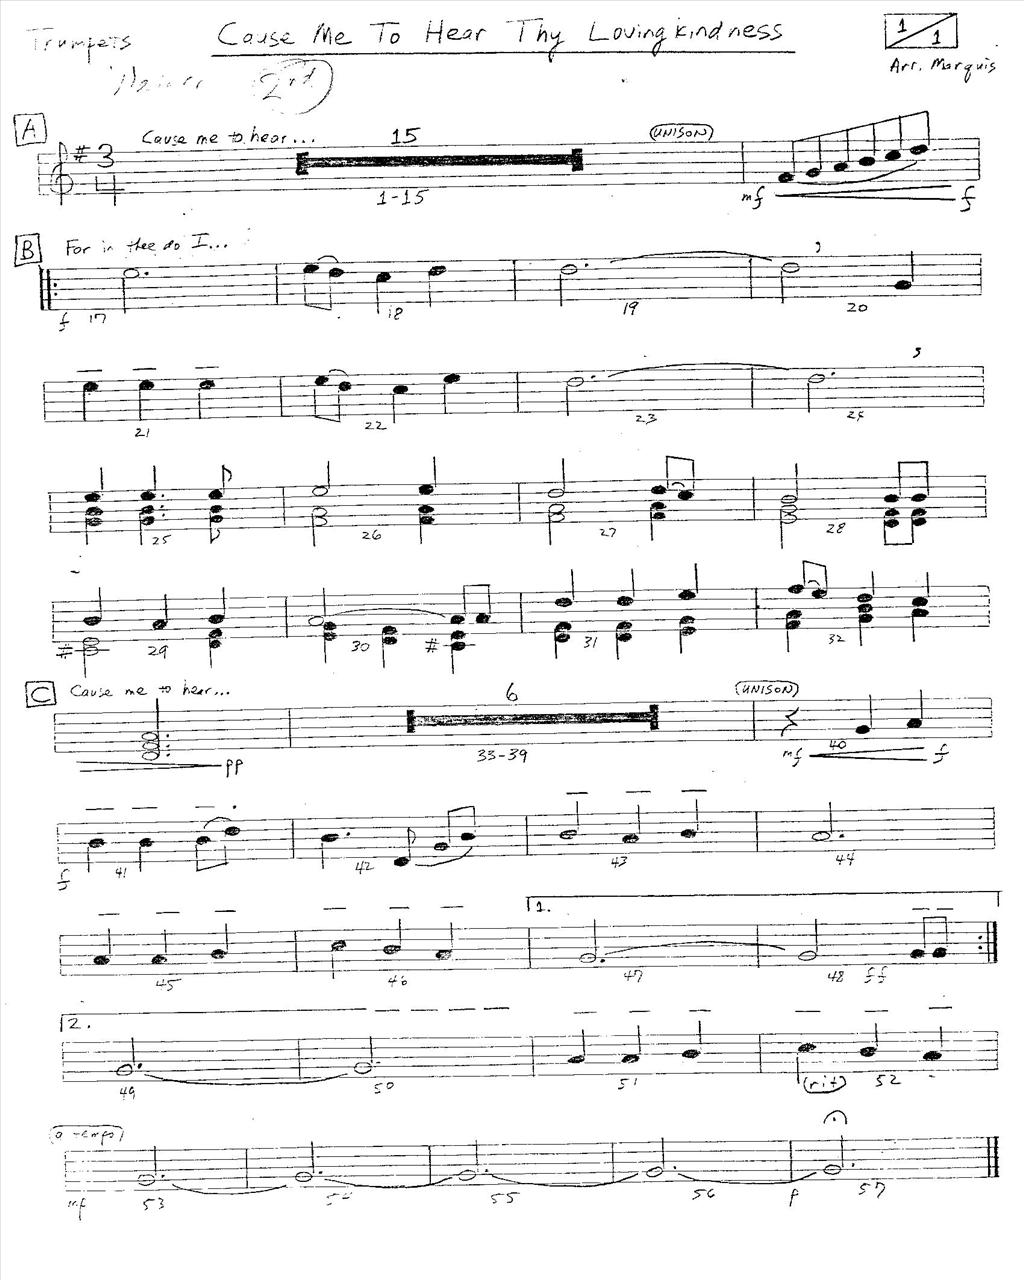 Trumpets
Cause Me To Hear Thy Lovingkindness
1/1
2nd
Arr. Marquis
A
Cause me to hear...
15
UNISON
3
4
1-15
mf
f
B
For in thee do I...
f 17 18 19 20
21 22 23 24
25 26 27 28
29 30 31 32
C
Cause me to hear...
6
UNISON
pp
33-39
mf 40 f
f 41 42 43 44
1.
45 46 47 48 ff
2.
49 50 51 (rit) 52
a tempo
mf 53 54 55 56 p 57